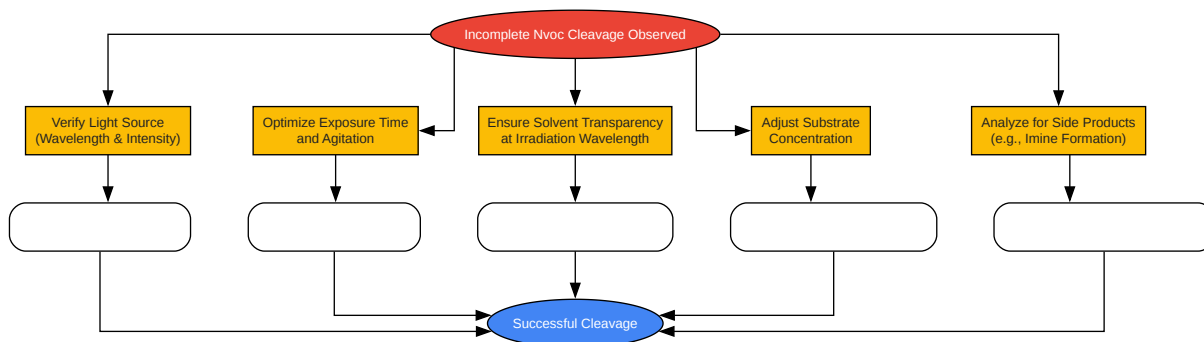 Incomplete Nvoc Cleavage Observed
Verify Light Source
(Wavelength & Intensity)
Optimize Exposure Time
and Agitation
Ensure Solvent Transparency
at Irradiation Wavelength
Adjust Substrate
Concentration
Analyze for Side Products
(e.g., Imine Formation)
Successful Cleavage